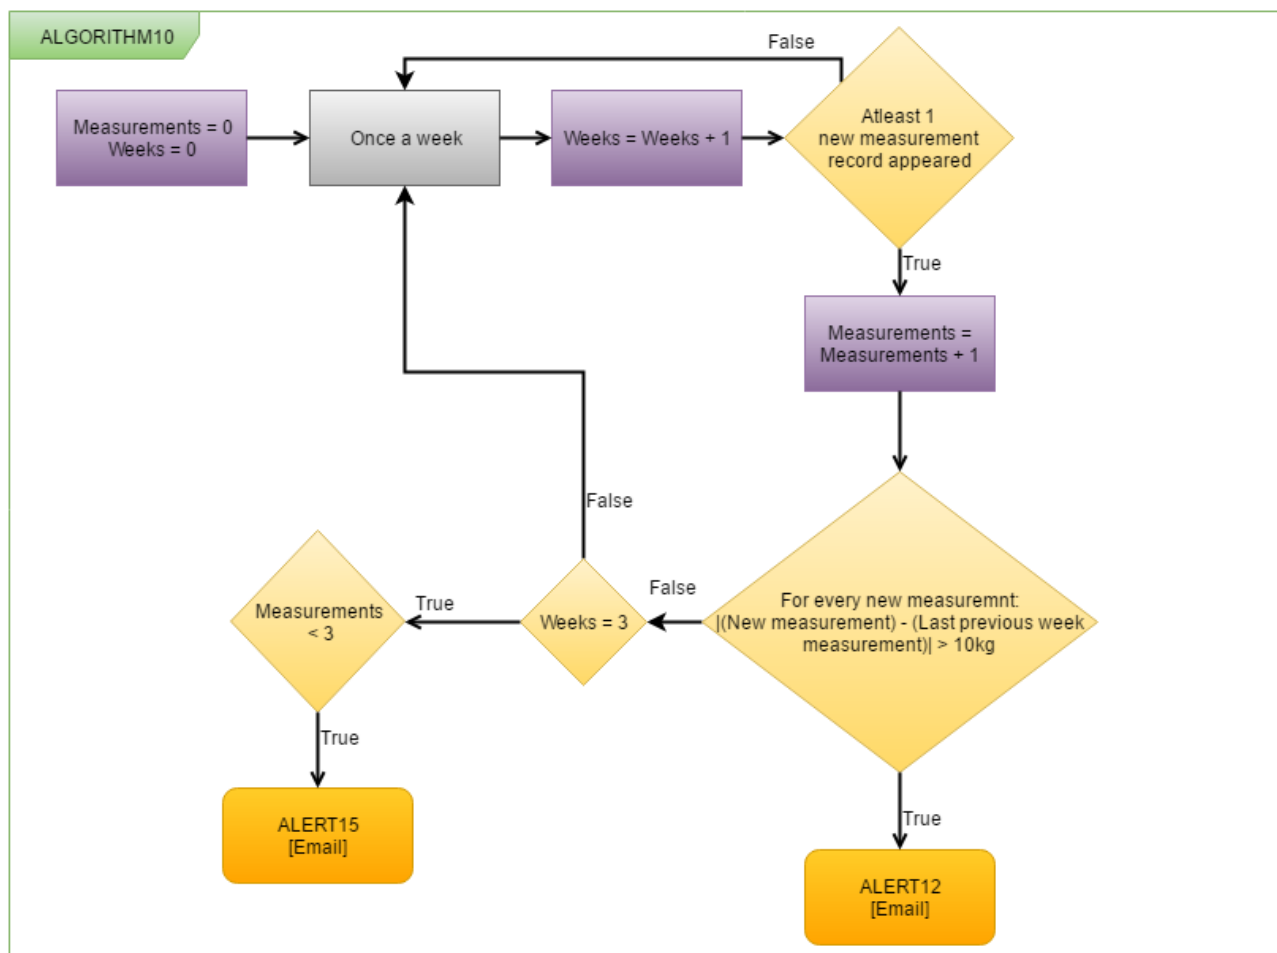 ALGORITHM10
False
Measurements = 0
Weeks = 0
Once a week
Weeks = Weeks + 1
Atleast 1
new measurement
record appeared
True
Measurements =
Measurements + 1
False
For every new measuremnt:
|(New measurement) - (Last previous week
measurement)| > 10kg
False
Weeks = 3
True
Measurements
< 3
True
ALERT15
[Email]
True
ALERT12
[Email]